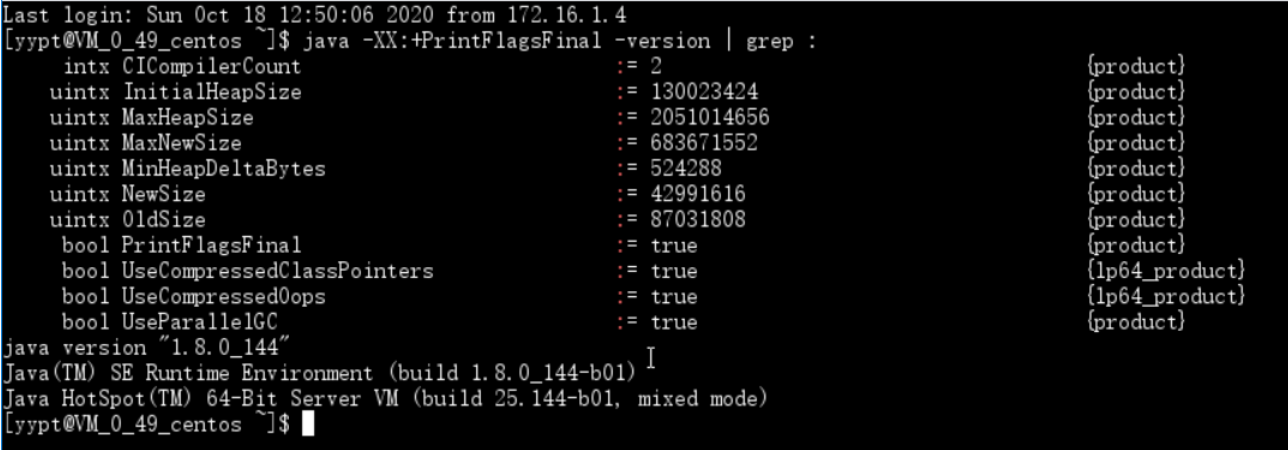 Last login: Sun Oct 18 12:50:06 2020 from 172.16.1.4
[yypt@VM_0_49_centos ~]$ java -XX:+PrintFlagsFinal -version | grep :
intx CICompilerCount := 2 {product}
uintx InitialHeapSize := 130023424 {product}
uintx MaxHeapSize := 2051014656 {product}
uintx MaxNewSize := 683671552 {product}
uintx MinHeapDeltaBytes := 524288 {product}
uintx NewSize := 42991616 {product}
uintx OldSize := 87031808 {product}
bool PrintFlagsFinal := true {product}
bool UseCompressedClassPointers := true {lp64_product}
bool UseCompressedOops := true {lp64_product}
bool UseParallelGC := true {product}
java version "1.8.0_144"
Java(TM) SE Runtime Environment (build 1.8.0_144-b01)
Java HotSpot(TM) 64-Bit Server VM (build 25.144-b01, mixed mode)
[yypt@VM_0_49_centos ~]$